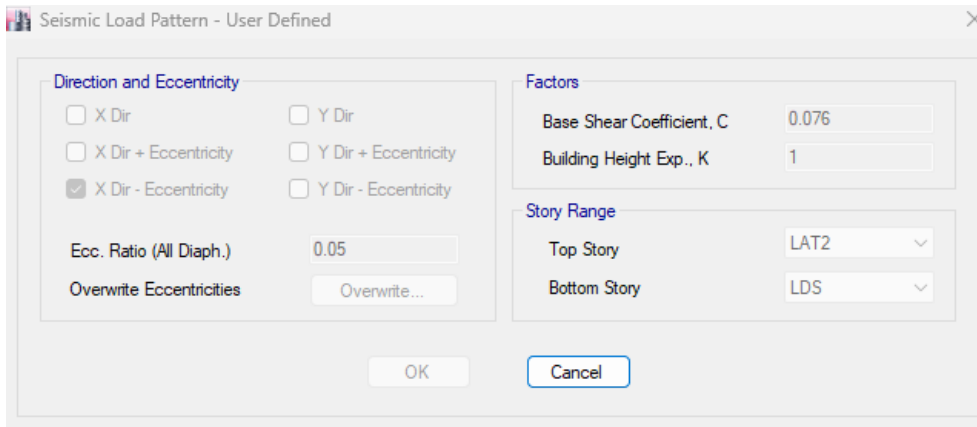 Seismic Load Pattern - User Defined
Direction and Eccentricity
X Dir
Y Dir
X Dir + Eccentricity
Y Dir + Eccentricity
X Dir - Eccentricity
Y Dir - Eccentricity
Ecc. Ratio (All Diaph.)
0.05
Overwrite Eccentricities
Overwrite...
Factors
Base Shear Coefficient, C
0.076
Building Height Exp., K
1
Story Range
Top Story
LAT2
Bottom Story
LDS
OK
Cancel